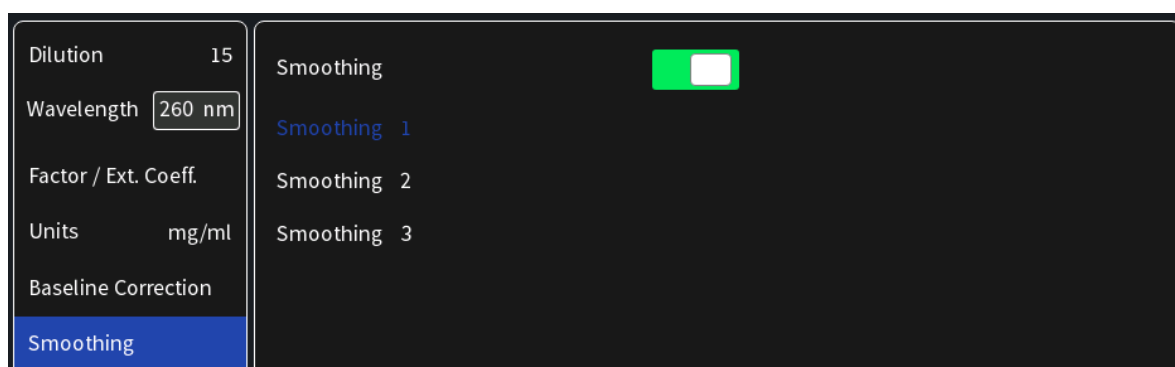 Dilution 15
Wavelength 260 nm
Factor / Ext. Coeff.
Units mg/ml
Baseline Correction
Smoothing
Smoothing
Smoothing 1
Smoothing 2
Smoothing 3